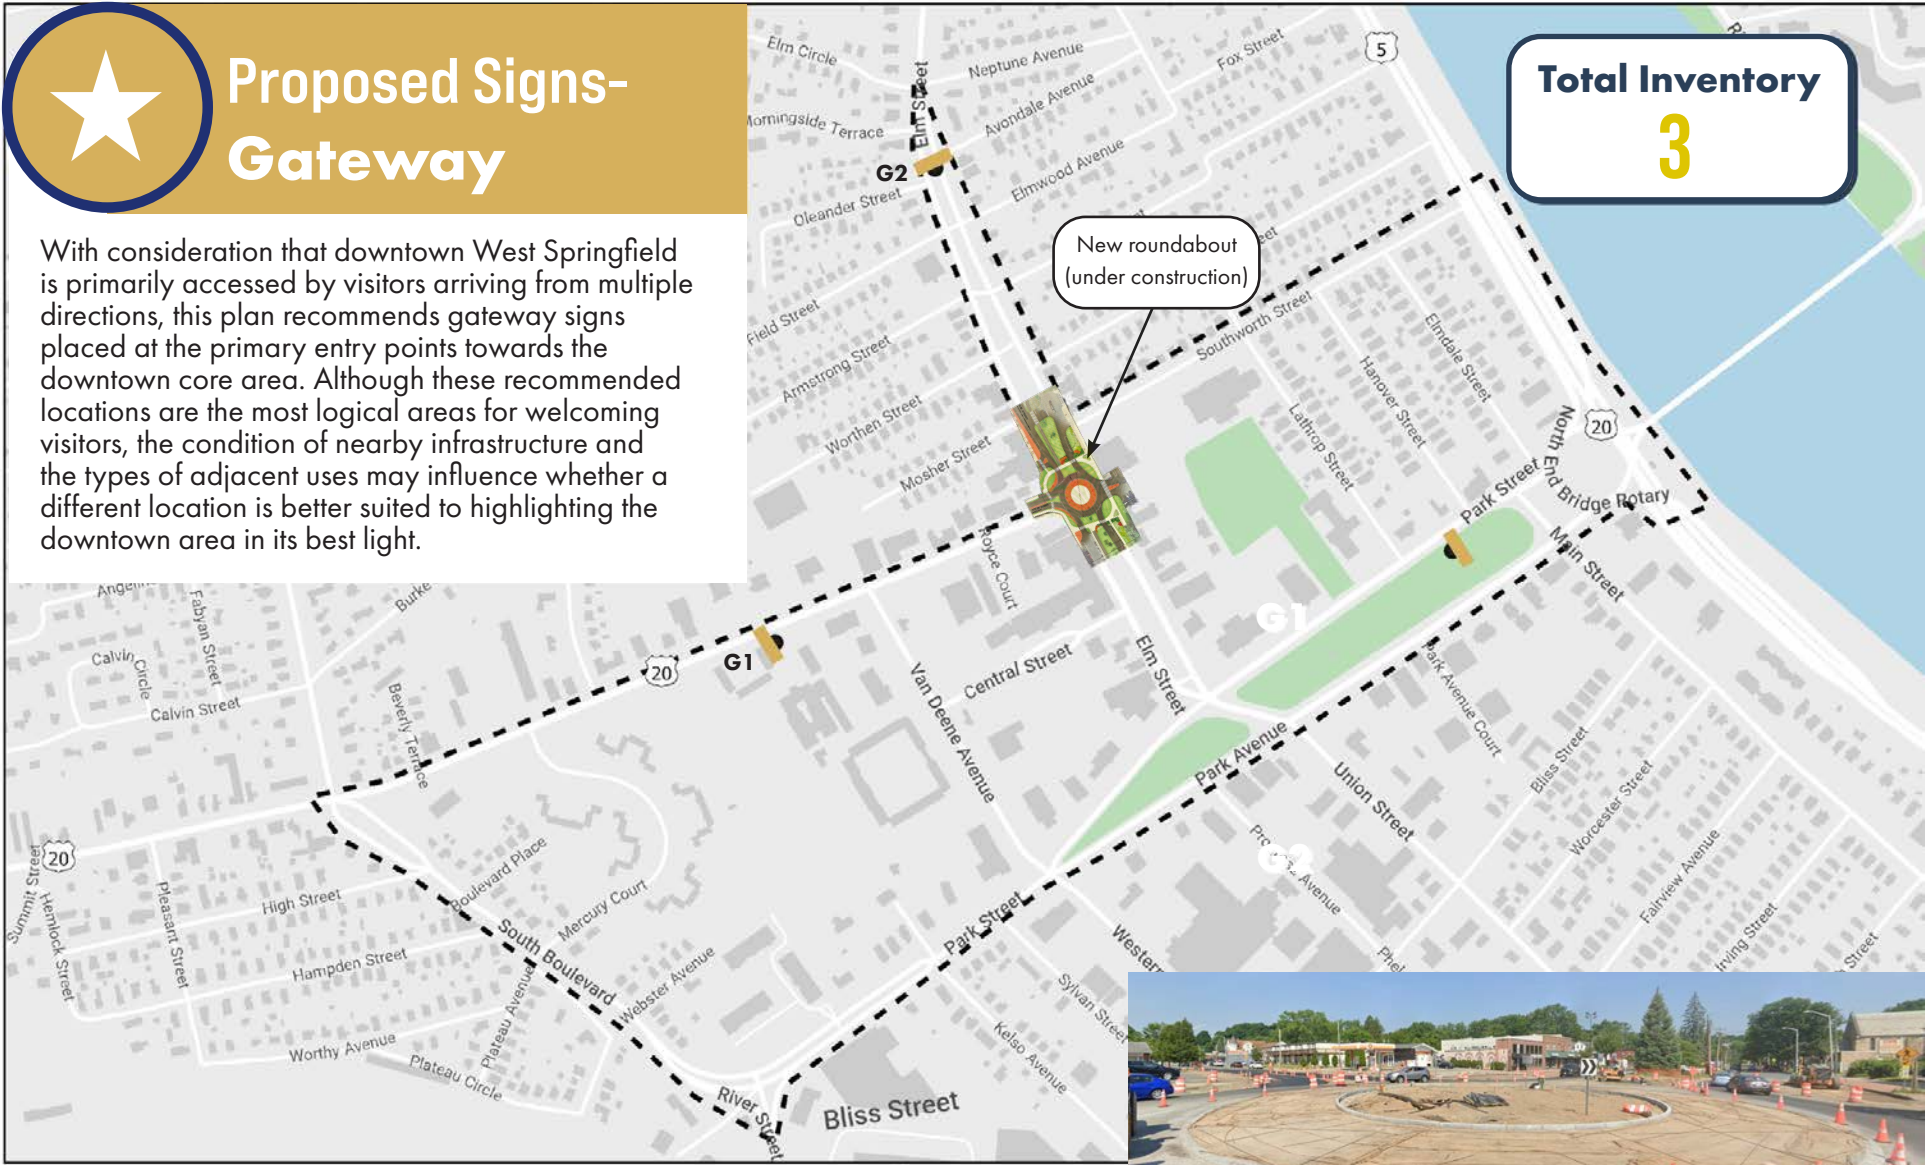 Proposed Signs-
Gateway
With consideration that downtown West Springfield
is primarily accessed by visitors arriving from multiple
directions, this plan recommends gateway signs
placed at the primary entry points towards the
downtown core area. Although these recommended
locations are the most logical areas for welcoming
visitors, the condition of nearby infrastructure and
the types of adjacent uses may influence whether a
different location is better suited to highlighting the
downtown area in its best light.
Total Inventory
3
New roundabout
(under construction)
Elm Circle
Elm Street
Neptune Avenue
Fox Street
5
Avondale Avenue
Morningside Terrace
G2
Elmwood Avenue
Oleander Street
Field Street
Armstrong Street
Southworth Street
Worthen Street
Mosher Street
Elmdale Street
Hanover Street
Lathrop Street
20
North End Bridge Rotary
Park Street
Main Street
Royce Court
G1
G1
20
Central Street
Elm Street
Van Deene Avenue
Park Avenue
Park Avenue Court
Union Street
Bliss Street
Worcester Street
Fairview Avenue
Irving Street
Street
G2
Avenue
Burke
Fabyan Street
Calvin Circle
Calvin Street
Beverly Terrace
20
Summit Street
Hemlock Street
Pleasant Street
High Street
Hampden Street
Worthy Avenue
Plateau Circle
Plateau Avenue
Boulevard Place
Mercury Court
South Boulevard
Webster Avenue
Park Street
Western
Sylvan Street
Kelso Avenue
River Street
Bliss Street